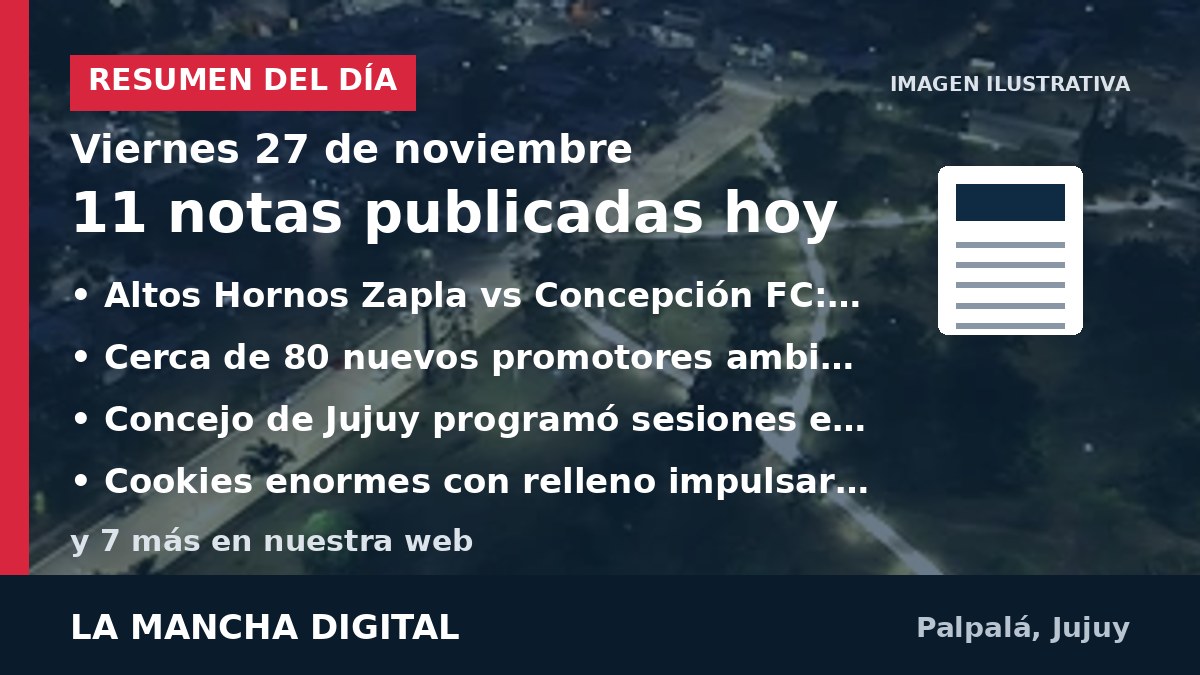 RESUMEN DEL DÍA
IMAGEN ILUSTRATIVA
Viernes 27 de noviembre
11 notas publicadas hoy
• Altos Hornos Zapla vs Concepción FC:...
• Cerca de 80 nuevos promotores ambi...
• Concejo de Jujuy programó sesiones e...
• Cookies enormes con relleno impulsar...
y 7 más en nuestra web
LA MANCHA DIGITAL
Palpalá, Jujuy